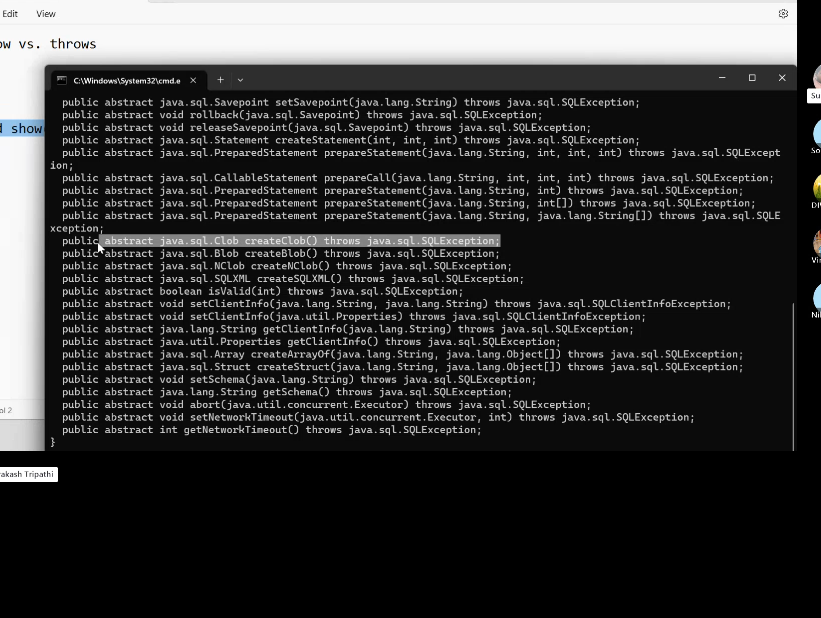 Edit View
ow vs. throws
C:\Windows\System32\cmd.e
d show
public abstract java.sql.Savepoint setSavepoint(java.lang.String) throws java.sql.SQLException;
public abstract void rollback(java.sql.Savepoint) throws java.sql.SQLException;
public abstract void releaseSavepoint(java.sql.Savepoint) throws java.sql.SQLException;
public abstract java.sql.Statement createStatement(int, int, int) throws java.sql.SQLException;
public abstract java.sql.PreparedStatement prepareStatement(java.lang.String, int, int, int) throws java.sql.SQLExcept
ion;
public abstract java.sql.CallableStatement prepareCall(java.lang.String, int, int, int) throws java.sql.SQLException;
public abstract java.sql.PreparedStatement prepareStatement(java.lang.String, int) throws java.sql.SQLException;
public abstract java.sql.PreparedStatement prepareStatement(java.lang.String, int[]) throws java.sql.SQLException;
public abstract java.sql.PreparedStatement prepareStatement(java.lang.String, java.lang.String[]) throws java.sql.SQLE
xception;
public abstract java.sql.Clob createClob() throws java.sql.SQLException;
public abstract java.sql.Blob createBlob() throws java.sql.SQLException;
public abstract java.sql.NClob createNClob() throws java.sql.SQLException;
public abstract java.sql.SQLXML createSQLXML() throws java.sql.SQLException;
public abstract boolean isValid(int) throws java.sql.SQLException;
public abstract void setClientInfo(java.lang.String, java.lang.String) throws java.sql.SQLClientInfoException;
public abstract void setClientInfo(java.util.Properties) throws java.sql.SQLClientInfoException;
public abstract java.lang.String getClientInfo(java.lang.String) throws java.sql.SQLException;
public abstract java.util.Properties getClientInfo() throws java.sql.SQLException;
public abstract java.sql.Array createArrayOf(java.lang.String, java.lang.Object[]) throws java.sql.SQLException;
public abstract java.sql.Struct createStruct(java.lang.String, java.lang.Object[]) throws java.sql.SQLException;
public abstract void setSchema(java.lang.String) throws java.sql.SQLException;
public abstract java.lang.String getSchema() throws java.sql.SQLException;
public abstract void abort(java.util.concurrent.Executor) throws java.sql.SQLException;
public abstract void setNetworkTimeout(java.util.concurrent.Executor, int) throws java.sql.SQLException;
public abstract int getNetworkTimeout() throws java.sql.SQLException;
}
ol 2
akash Tripathi
Su
So
Vir
Ni